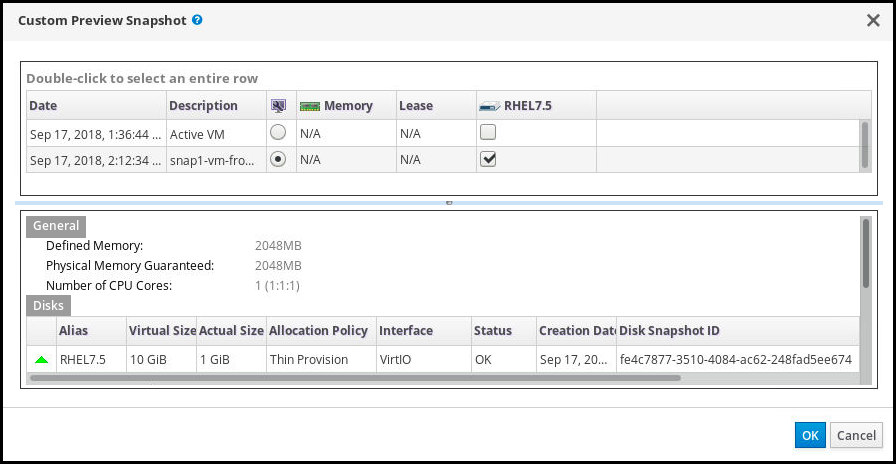 Custom Preview Snapshot ?
Double-click to select an entire row
Date Description Memory Lease RHEL7.5
Sep 17, 2018, 1:36:44 ... Active VM N/A N/A
Sep 17, 2018, 2:12:34 ... snap1-vm-fro... N/A N/A
General
Defined Memory: 2048MB
Physical Memory Guaranteed: 2048MB
Number of CPU Cores: 1 (1:1:1)
Disks
Alias Virtual Size Actual Size Allocation Policy Interface Status Creation Dat Disk Snapshot ID
RHEL7.5 10 GiB 1 GiB Thin Provision VirtIO OK Sep 17, 20... fe4c7877-3510-4084-ac62-248fad5ee674
OK Cancel